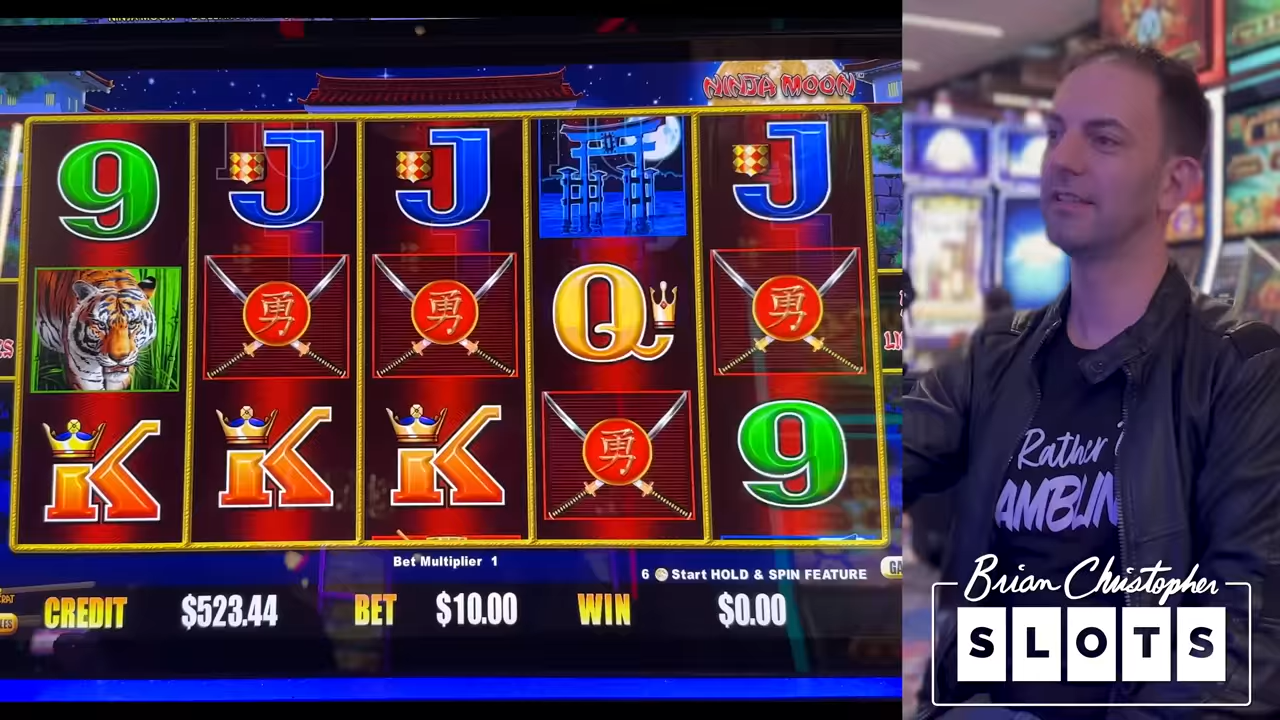 NINJA MOON
9 J J J
勇 勇 Q 勇
K K K 勇 9
Bet Multiplier 1
6 Start HOLD & SPIN FEATURE
CREDIT $523.44 BET $10.00 WIN $0.00
Rather
AMBLIN
Brian Christopher
SLOTS